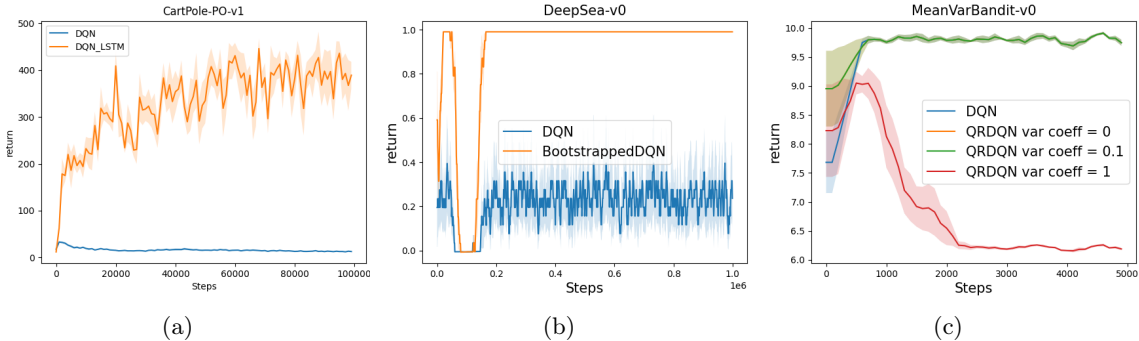 CartPole-PO-v1
DQN
DQN_LSTM
500
400
300
200
100
0
return
0 20000 40000 60000 80000 100000
Steps
(a)
DeepSea-v0
1.0
0.8
0.6
0.4
0.2
0.0
return
DQN
BootstrappedDQN
0.0 0.2 0.4 0.6 0.8 1.0
1e6
Steps
(b)
MeanVarBandit-v0
10.0
9.5
9.0
8.5
8.0
7.5
7.0
6.5
6.0
return
DQN
QRDQN var coeff = 0
QRDQN var coeff = 0.1
QRDQN var coeff = 1
0 1000 2000 3000 4000 5000
Steps
(c)